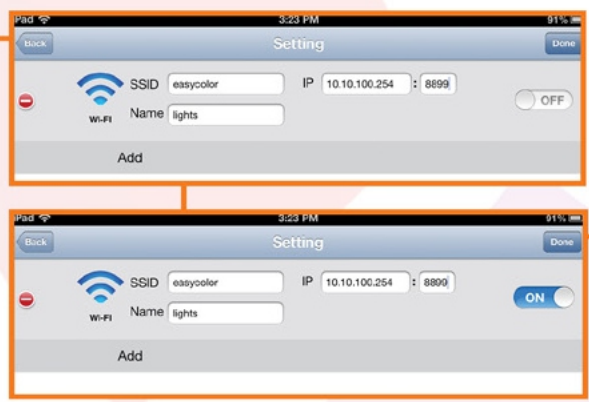 iPad 3:23 PM 91%
Back Setting Done
SSID easycolor IP 10.10.100.254 : 8899
OFF
WI-FI Name lights
Add
iPad 3:23 PM 91%
Back Setting Done
SSID easycolor IP 10.10.100.254 : 8899
ON
WI-FI Name lights
Add